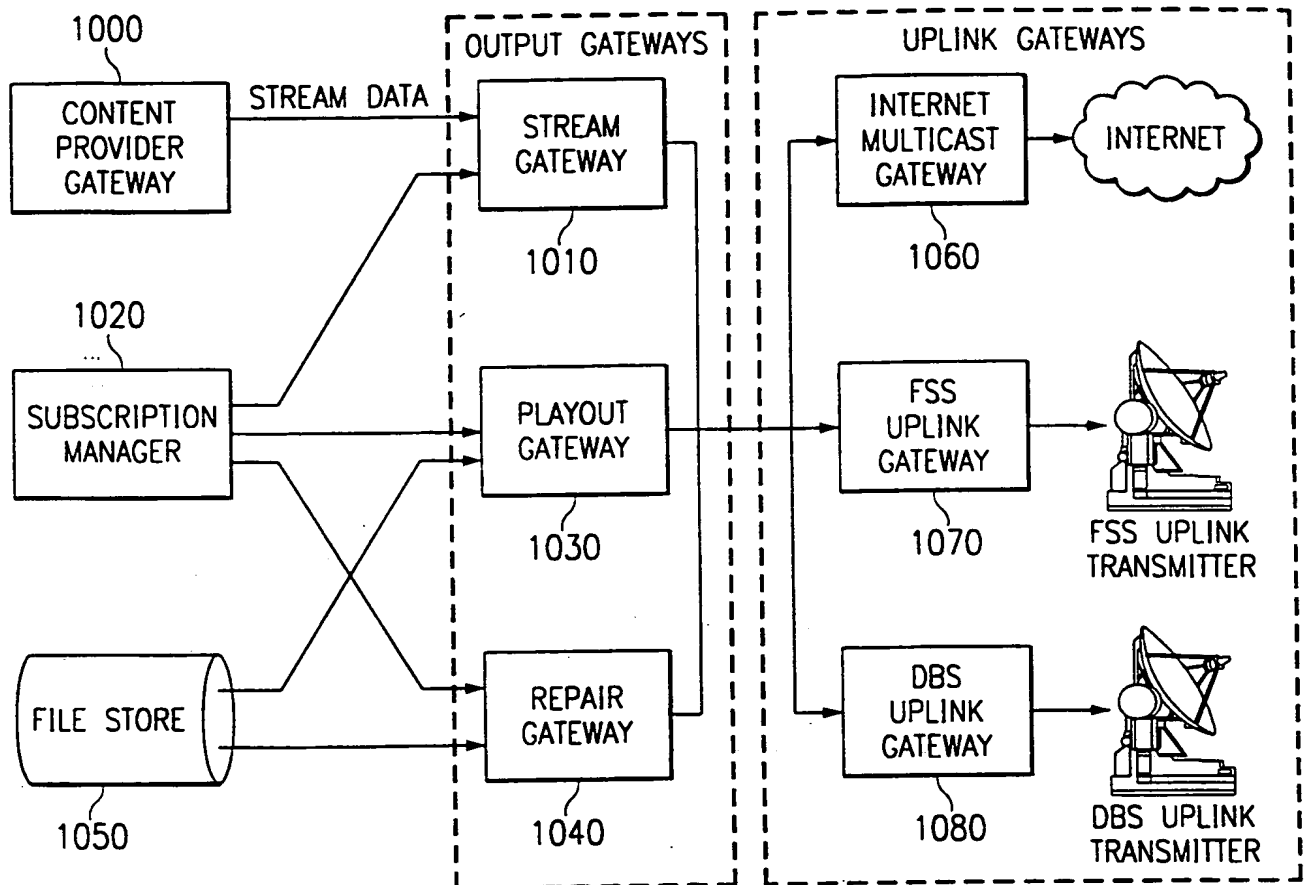 1000
CONTENT
PROVIDER
GATEWAY
STREAM DATA
1020
...
SUBSCRIPTION
MANAGER
FILE STORE
1050
OUTPUT GATEWAYS
STREAM
GATEWAY
1010
PLAYOUT
GATEWAY
1030
REPAIR
GATEWAY
1040
UPLINK GATEWAYS
INTERNET
MULTICAST
GATEWAY
1060
INTERNET
FSS
UPLINK
GATEWAY
1070
FSS UPLINK
TRANSMITTER
DBS
UPLINK
GATEWAY
1080
DBS UPLINK
TRANSMITTER